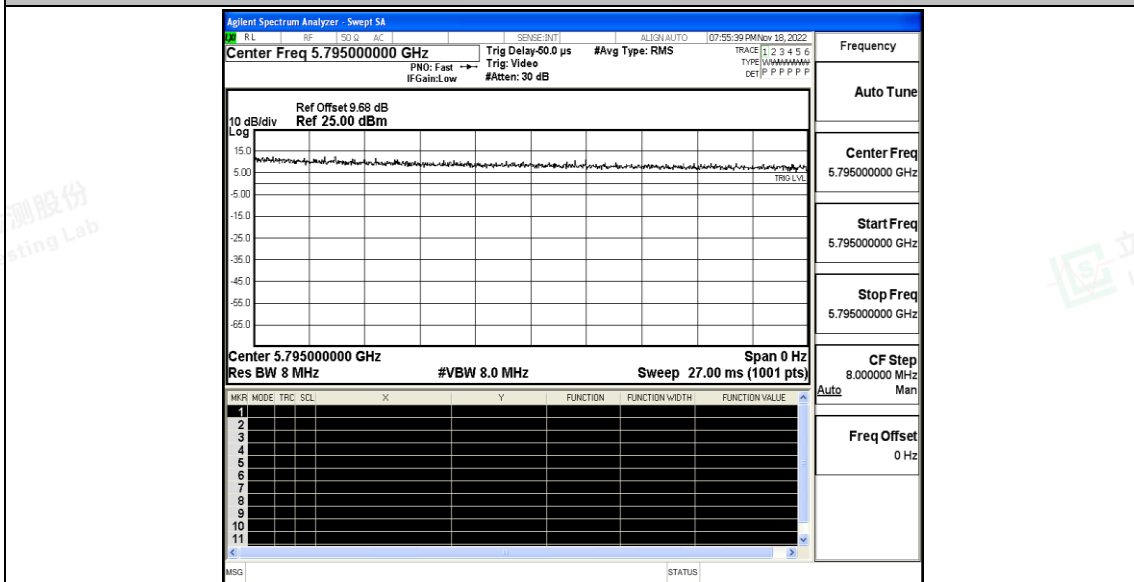 Agilent Spectrum Analyzer - Swept SA
LXI RL RF 50 Ω AC SENSE:INT ALIGN AUTO 07:55:39 PM Nov 18, 2022
Center Freq 5.795000000 GHz
PNO: Fast
IFGain:Low
Trig Delay-50.0 µs
Trig: Video
#Atten: 30 dB
#Avg Type: RMS
TRACE 1 2 3 4 5 6
TYPE WWWWWW
DET P P P P P P
Ref Offset 9.68 dB
10 dB/div Ref 25.00 dBm
Log
15.0
5.00
TRIG LVL
-5.00
-15.0
-25.0
-35.0
-45.0
-55.0
-65.0
Center 5.795000000 GHz Span 0 Hz
Res BW 8 MHz #VBW 8.0 MHz Sweep 27.00 ms (1001 pts)
MKR MODE TRC SCL X Y FUNCTION FUNCTION WIDTH FUNCTION VALUE
1
2
3
4
5
6
7
8
9
10
11
MSG STATUS
Frequency
Auto Tune
Center Freq
5.795000000 GHz
Start Freq
5.795000000 GHz
Stop Freq
5.795000000 GHz
CF Step
8.000000 MHz
Auto Man
Freq Offset
0 Hz
测股份
sting Lab